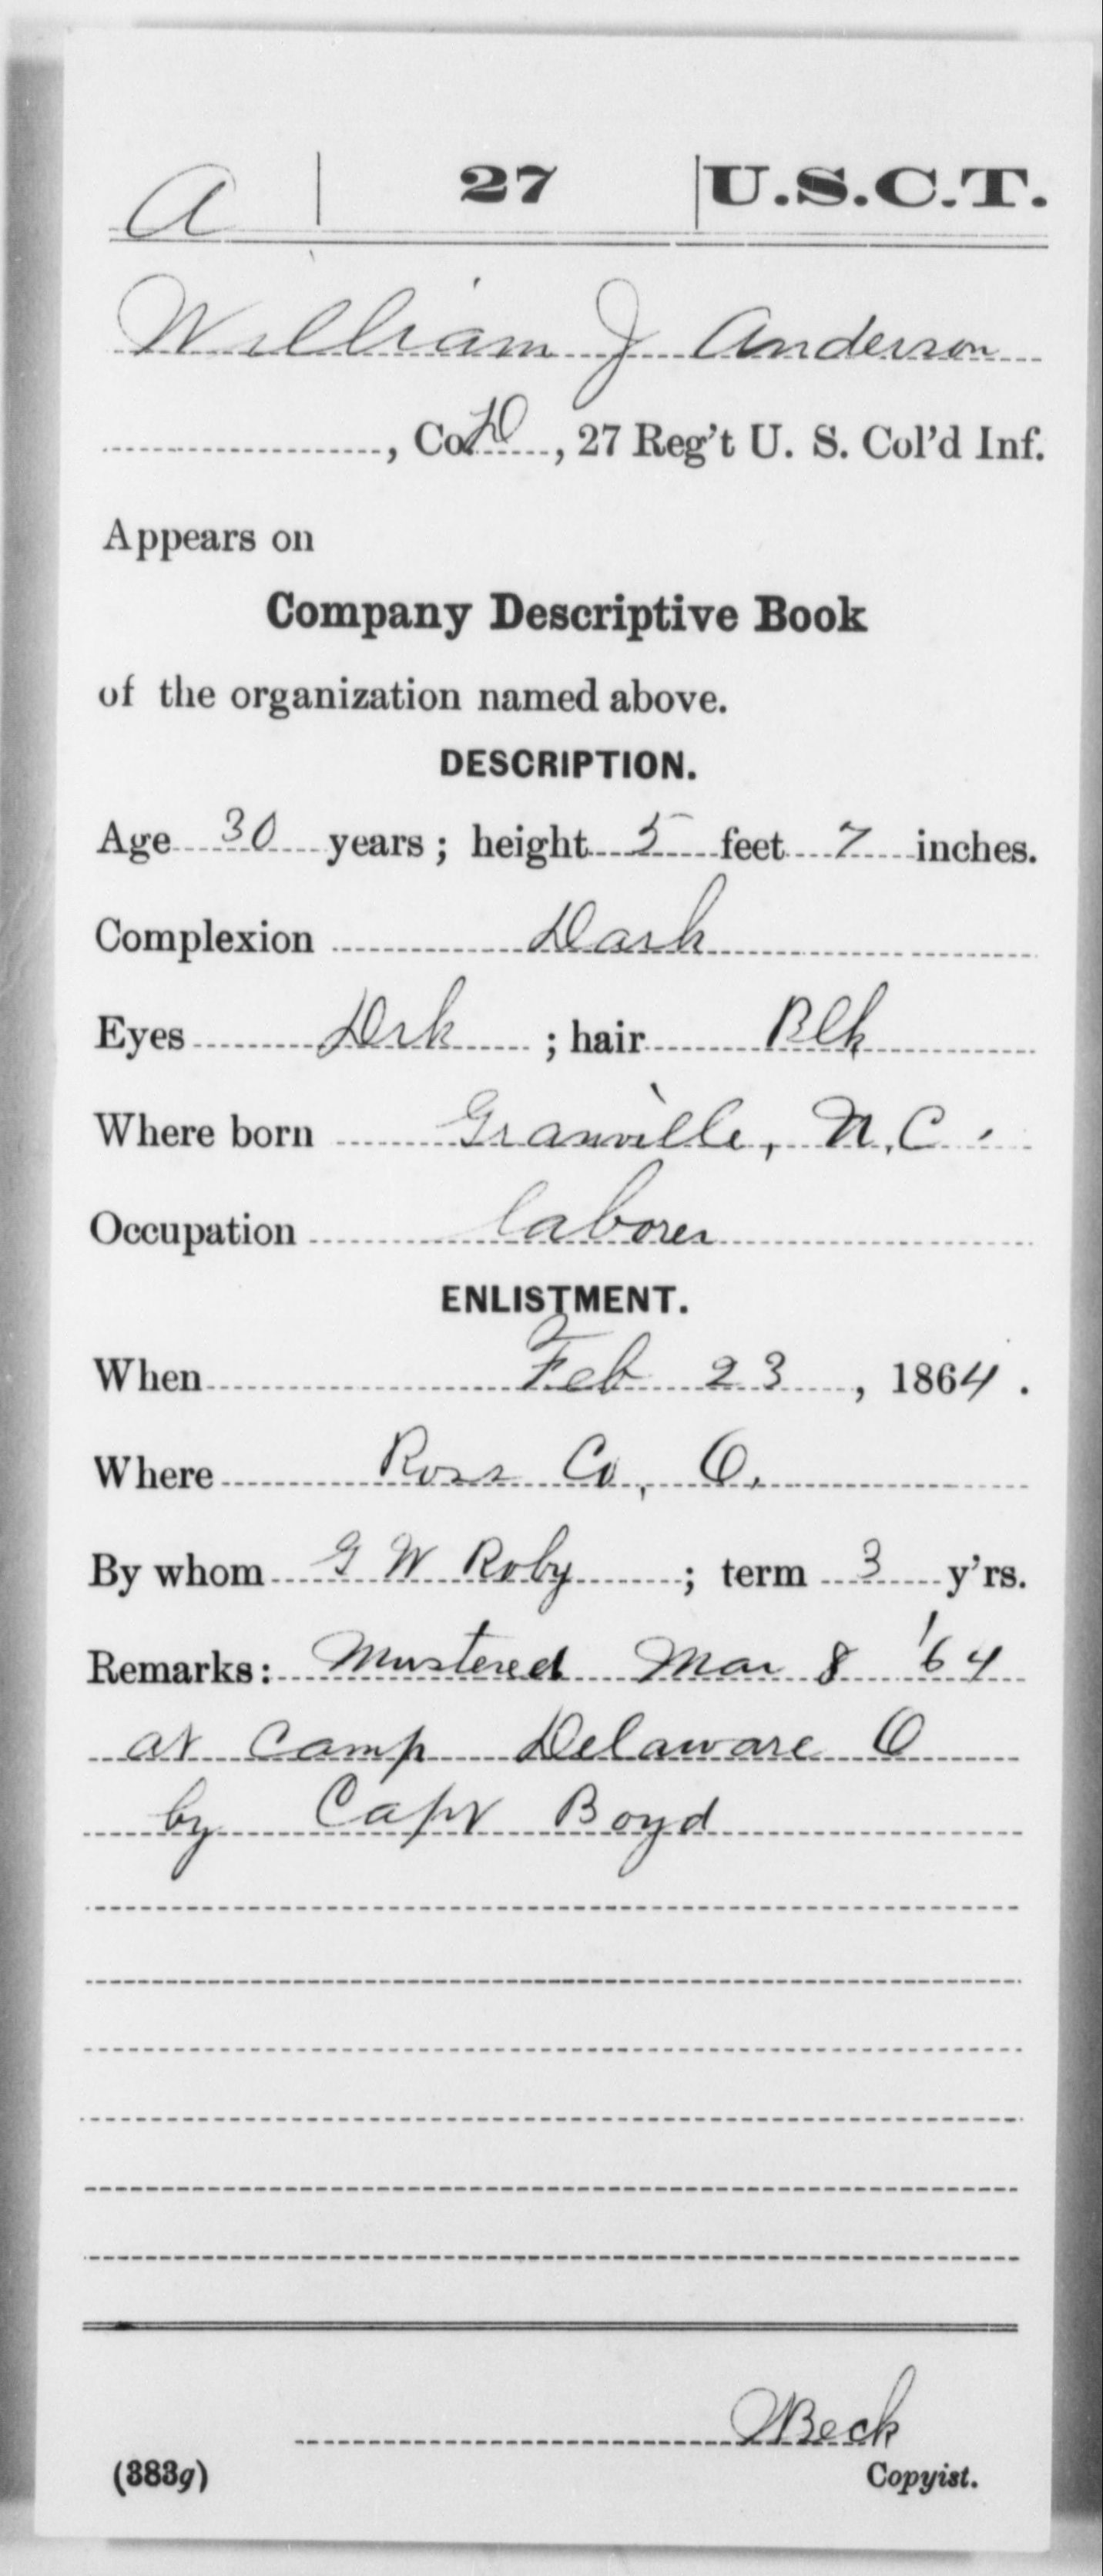 A | 27 | U.S.C.T.
William J Anderson
, Co. D, 27 Reg't U. S. Col'd Inf.
Appears on
Company Descriptive Book
of the organization named above.
DESCRIPTION.
Age 30 years; height 5 feet 7 inches.
Complexion Dark
Eyes Drk ; hair Blk
Where born Granville, N.C.
Occupation laborer
ENLISTMENT.
When Feb 23, 1864.
Where Ross Co, O.
By whom G W Roby ; term 3 y'rs.
Remarks: Mustered Mar 8 '64
at Camp Delaware O
by Capt Boyd
Beck
(383g) Copyist.